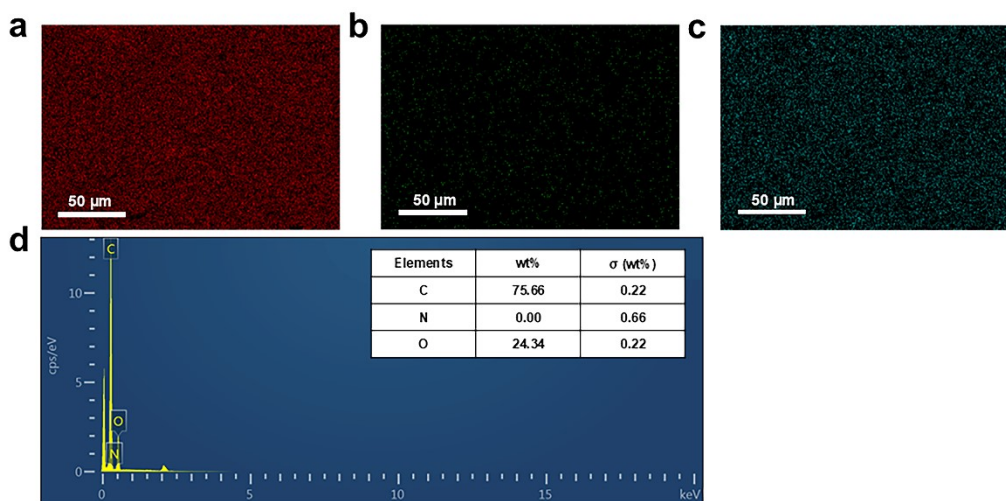 a
b
c
50 µm
50 µm
50 µm
d
C
O
N
cps/eV
10
5
0
0
5
10
15
keV
Elements wt% σ (wt%)
C 75.66 0.22
N 0.00 0.66
O 24.34 0.22